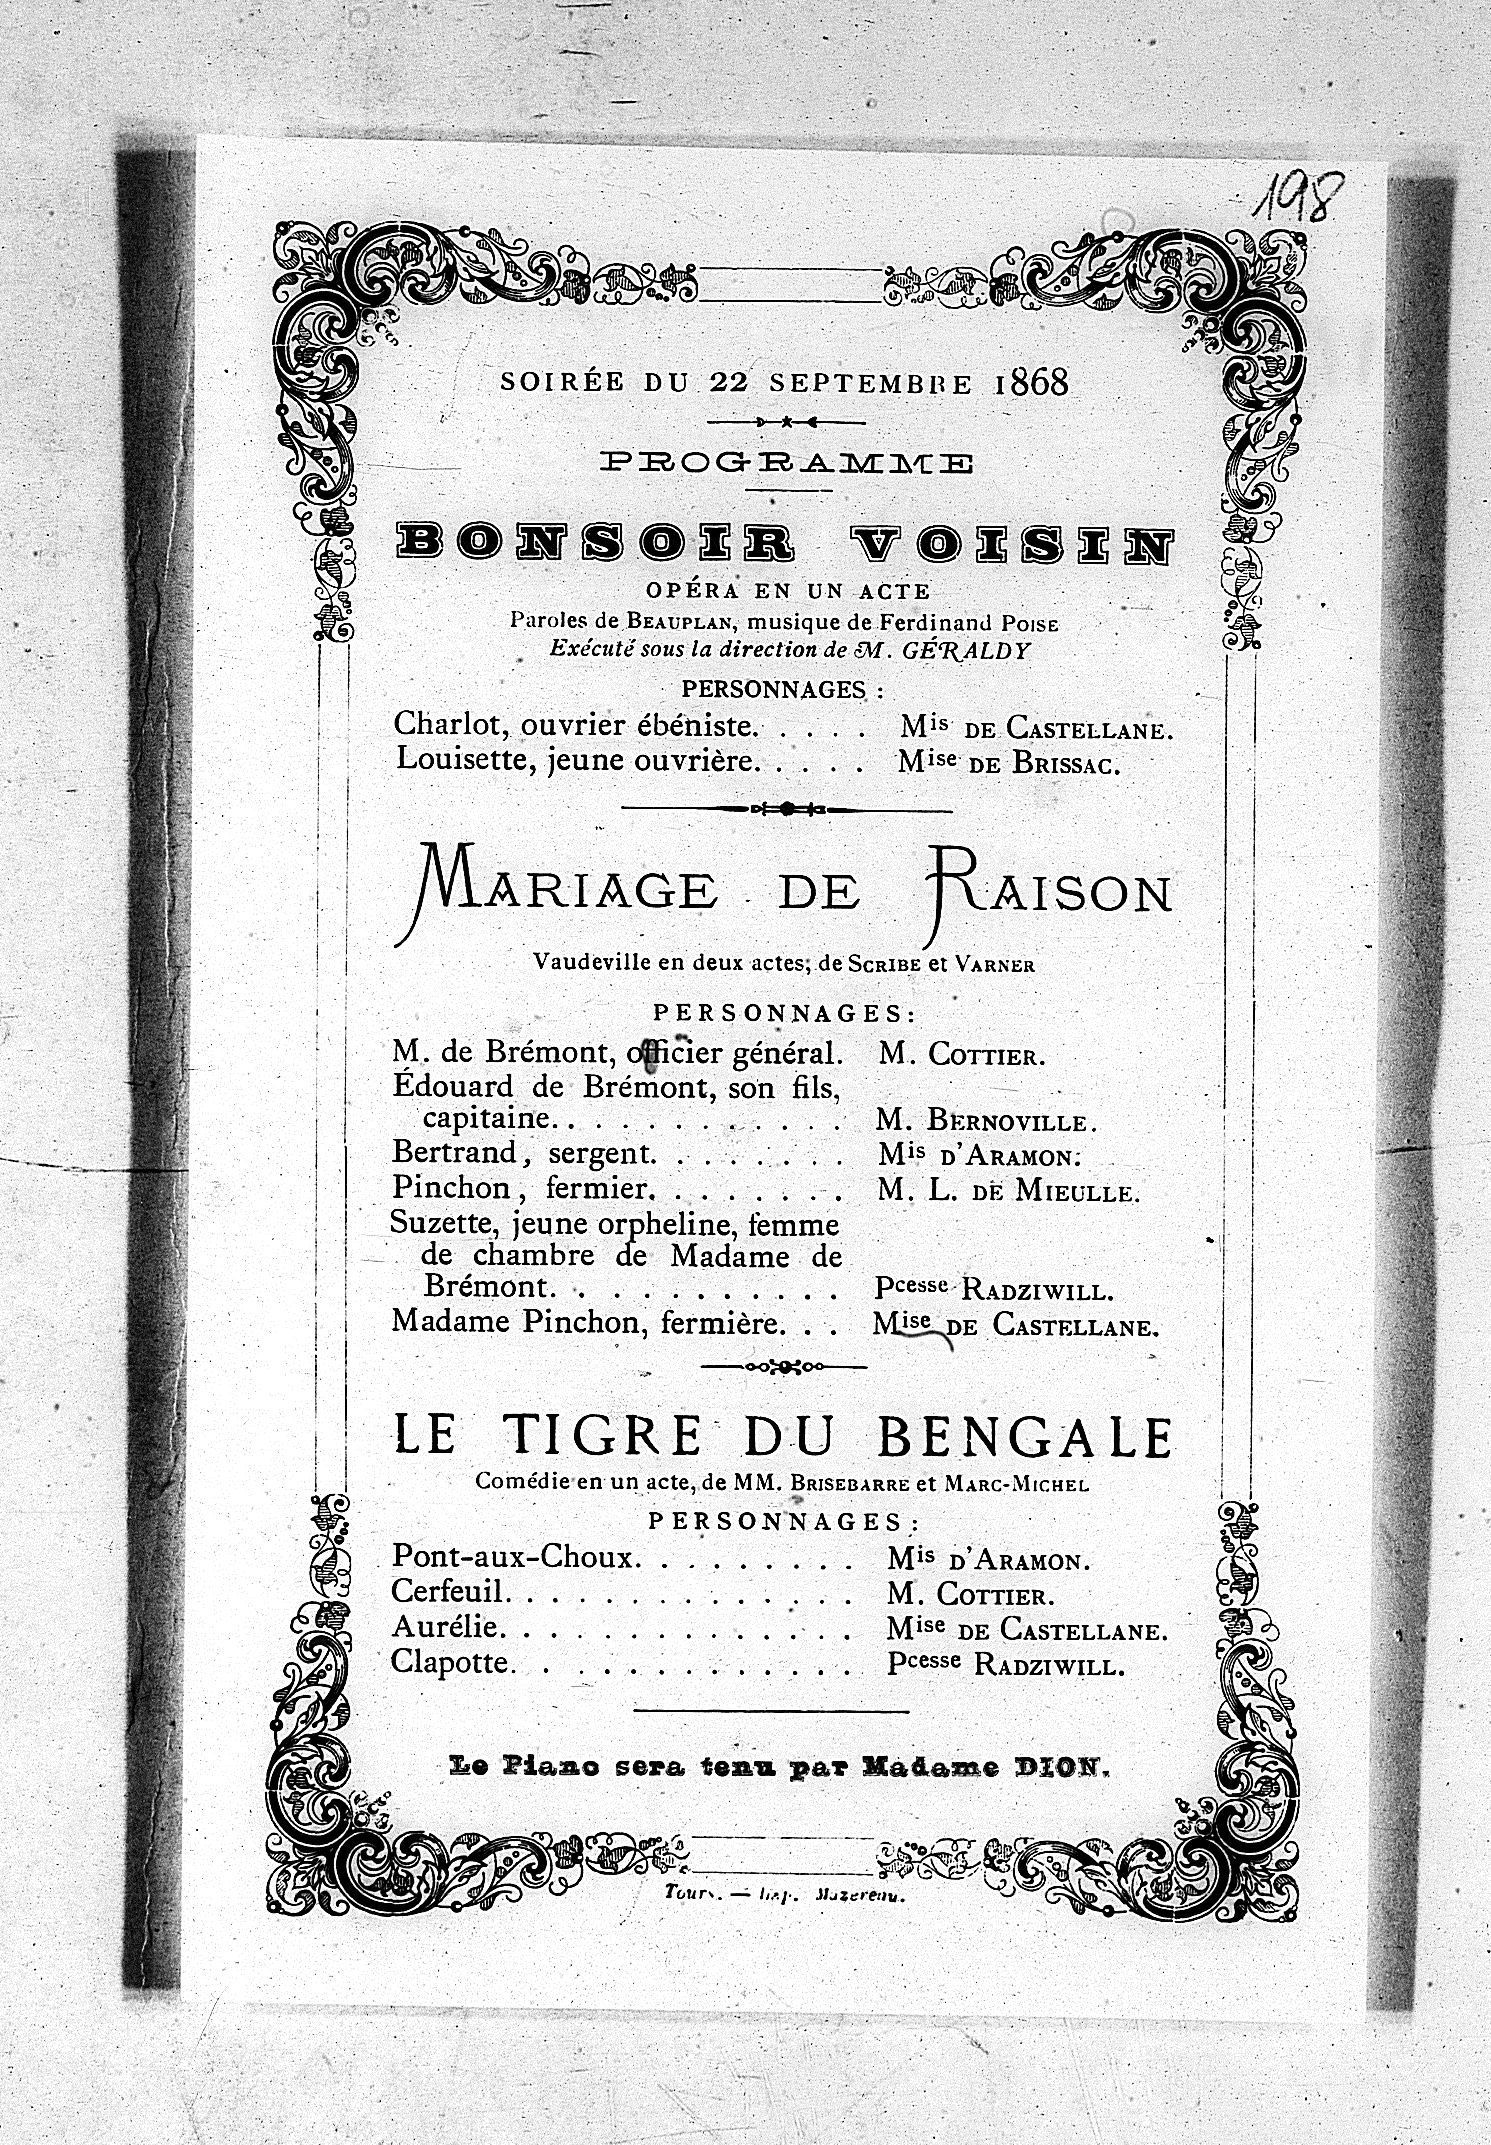 198
SOIRÉE DU 22 SEPTEMBRE 1868
PROGRAMME
BONSOIR VOISIN
OPÉRA EN UN ACTE
Paroles de BEAUPLAN, musique de Ferdinand POISE
Exécuté sous la direction de M. GÉRALDY
PERSONNAGES :
Charlot, ouvrier ébéniste. . . . . Mis DE CASTELLANE.
Louisette, jeune ouvrière. . . . . Mise DE BRISSAC.
MARIAGE DE RAISON
Vaudeville en deux actes, de SCRIBE et VARNER
PERSONNAGES :
M. de Brémont, officier général. M. COTTIER.
Édouard de Brémont, son fils,
capitaine. . . . . . . . . . . . M. BERNOVILLE.
Bertrand, sergent. . . . . . . . Mis D'ARAMON.
Pinchon, fermier. . . . . . . . M. L. DE MIEULLE.
Suzette, jeune orpheline, femme
de chambre de Madame de
Brémont. . . . . . . . . . . Pcesse RADZIWILL.
Madame Pinchon, fermière. . . Mise DE CASTELLANE.
LE TIGRE DU BENGALE
Comédie en un acte, de MM. BRISEBARRE et MARC-MICHEL
PERSONNAGES :
Pont-aux-Choux. . . . . . . . . Mis D'ARAMON.
Cerfeuil. . . . . . . . . . . . . . M. COTTIER.
Aurélie. . . . . . . . . . . . . . Mise DE CASTELLANE.
Clapotte. . . . . . . . . . . . . Pcesse RADZIWILL.
Le Piano sera tenu par Madame DION.
Tours. — Imp. Mazereau.